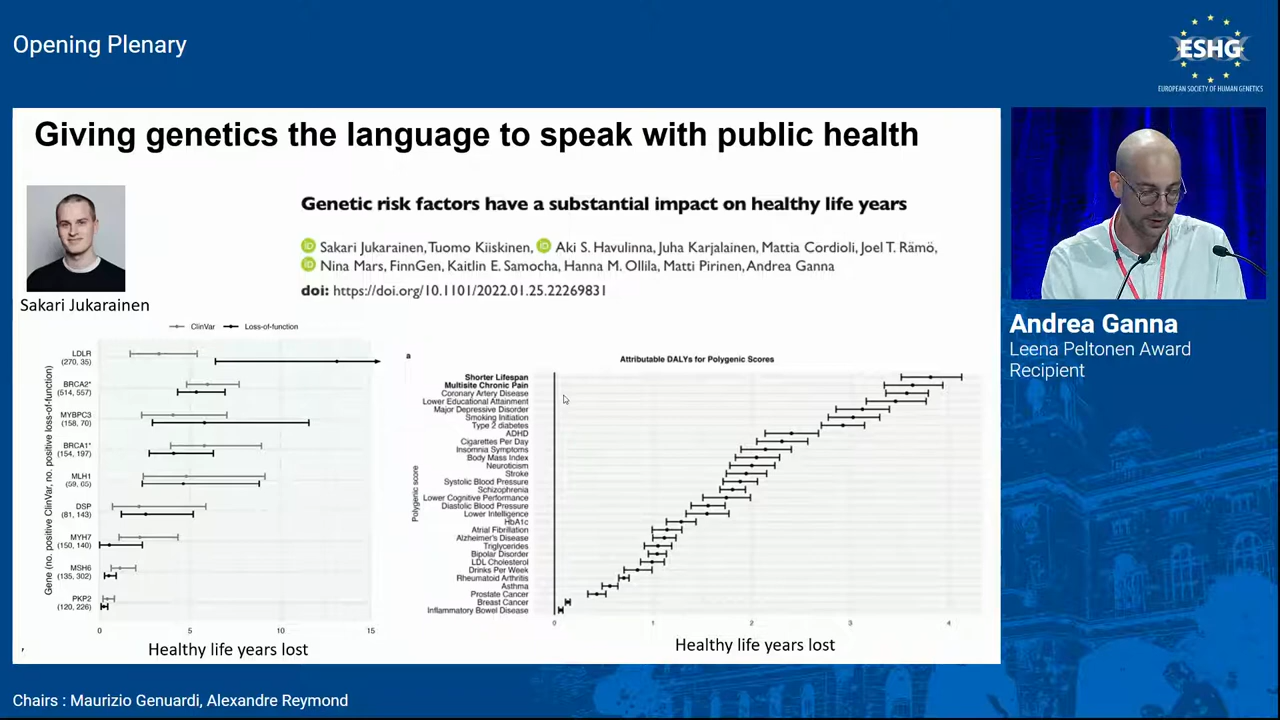 Opening Plenary
ESHG
EUROPEAN SOCIETY OF HUMAN GENETICS
Giving genetics the language to speak with public health
Sakari Jukarainen
Genetic risk factors have a substantial impact on healthy life years
iD Sakari Jukarainen, Tuomo Kiiskinen, iD Aki S. Havulinna, Juha Karjalainen, Mattia Cordioli, Joel T. Rämö,
iD Nina Mars, FinnGen, Kaitlin E. Samocha, Hanna M. Ollila, Matti Pirinen, Andrea Ganna
doi: https://doi.org/10.1101/2022.01.25.22269831
ClinVar Loss-of-function
Gene (no. positive ClinVar, no. positive loss-of-function)
LDLR
(270, 35)
BRCA2*
(514, 557)
MYBPC3
(158, 70)
BRCA1*
(154, 197)
MLH1
(59, 65)
DSP
(81, 143)
MYH7
(150, 140)
MSH6
(135, 302)
PKP2
(120, 226)
0 5 10 15
Healthy life years lost
,
a
Attributable DALYs for Polygenic Scores
Polygenic score
Shorter Lifespan
Multisite Chronic Pain
Coronary Artery Disease
Lower Educational Attainment
Major Depressive Disorder
Smoking Initiation
Type 2 diabetes
ADHD
Cigarettes Per Day
Insomnia Symptoms
Body Mass Index
Neuroticism
Stroke
Systolic Blood Pressure
Schizophrenia
Lower Cognitive Performance
Diastolic Blood Pressure
Lower Intelligence
HbA1c
Atrial Fibrillation
Alzheimer's Disease
Triglycerides
Bipolar Disorder
LDL Cholesterol
Drinks Per Week
Rheumatoid Arthritis
Asthma
Prostate Cancer
Breast Cancer
Inflammatory Bowel Disease
0 1 2 3 4
Healthy life years lost
Andrea Ganna
Leena Peltonen Award
Recipient
Chairs : Maurizio Genuardi, Alexandre Reymond